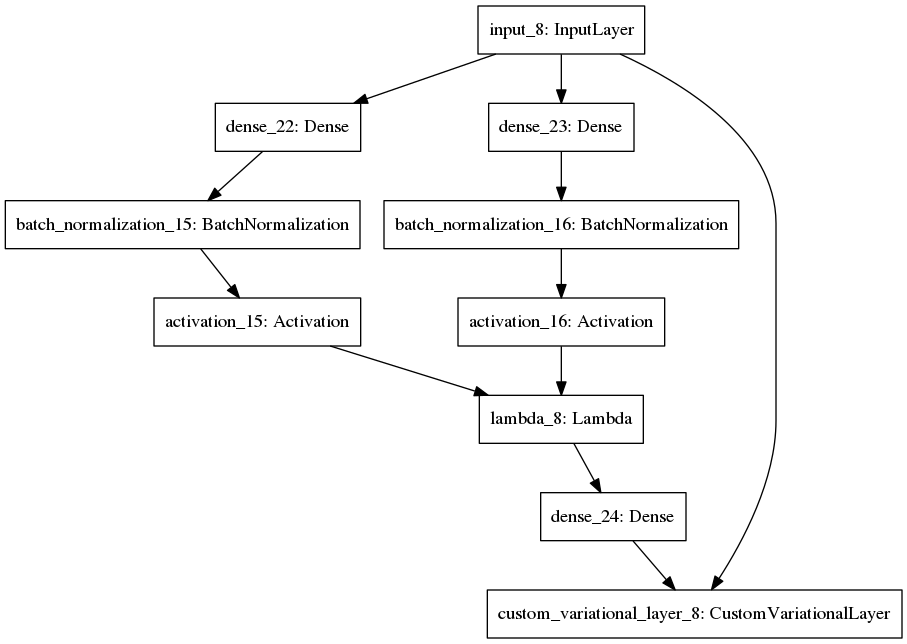 input_8: InputLayer
dense_22: Dense
dense_23: Dense
batch_normalization_15: BatchNormalization
batch_normalization_16: BatchNormalization
activation_15: Activation
activation_16: Activation
lambda_8: Lambda
dense_24: Dense
custom_variational_layer_8: CustomVariationalLayer